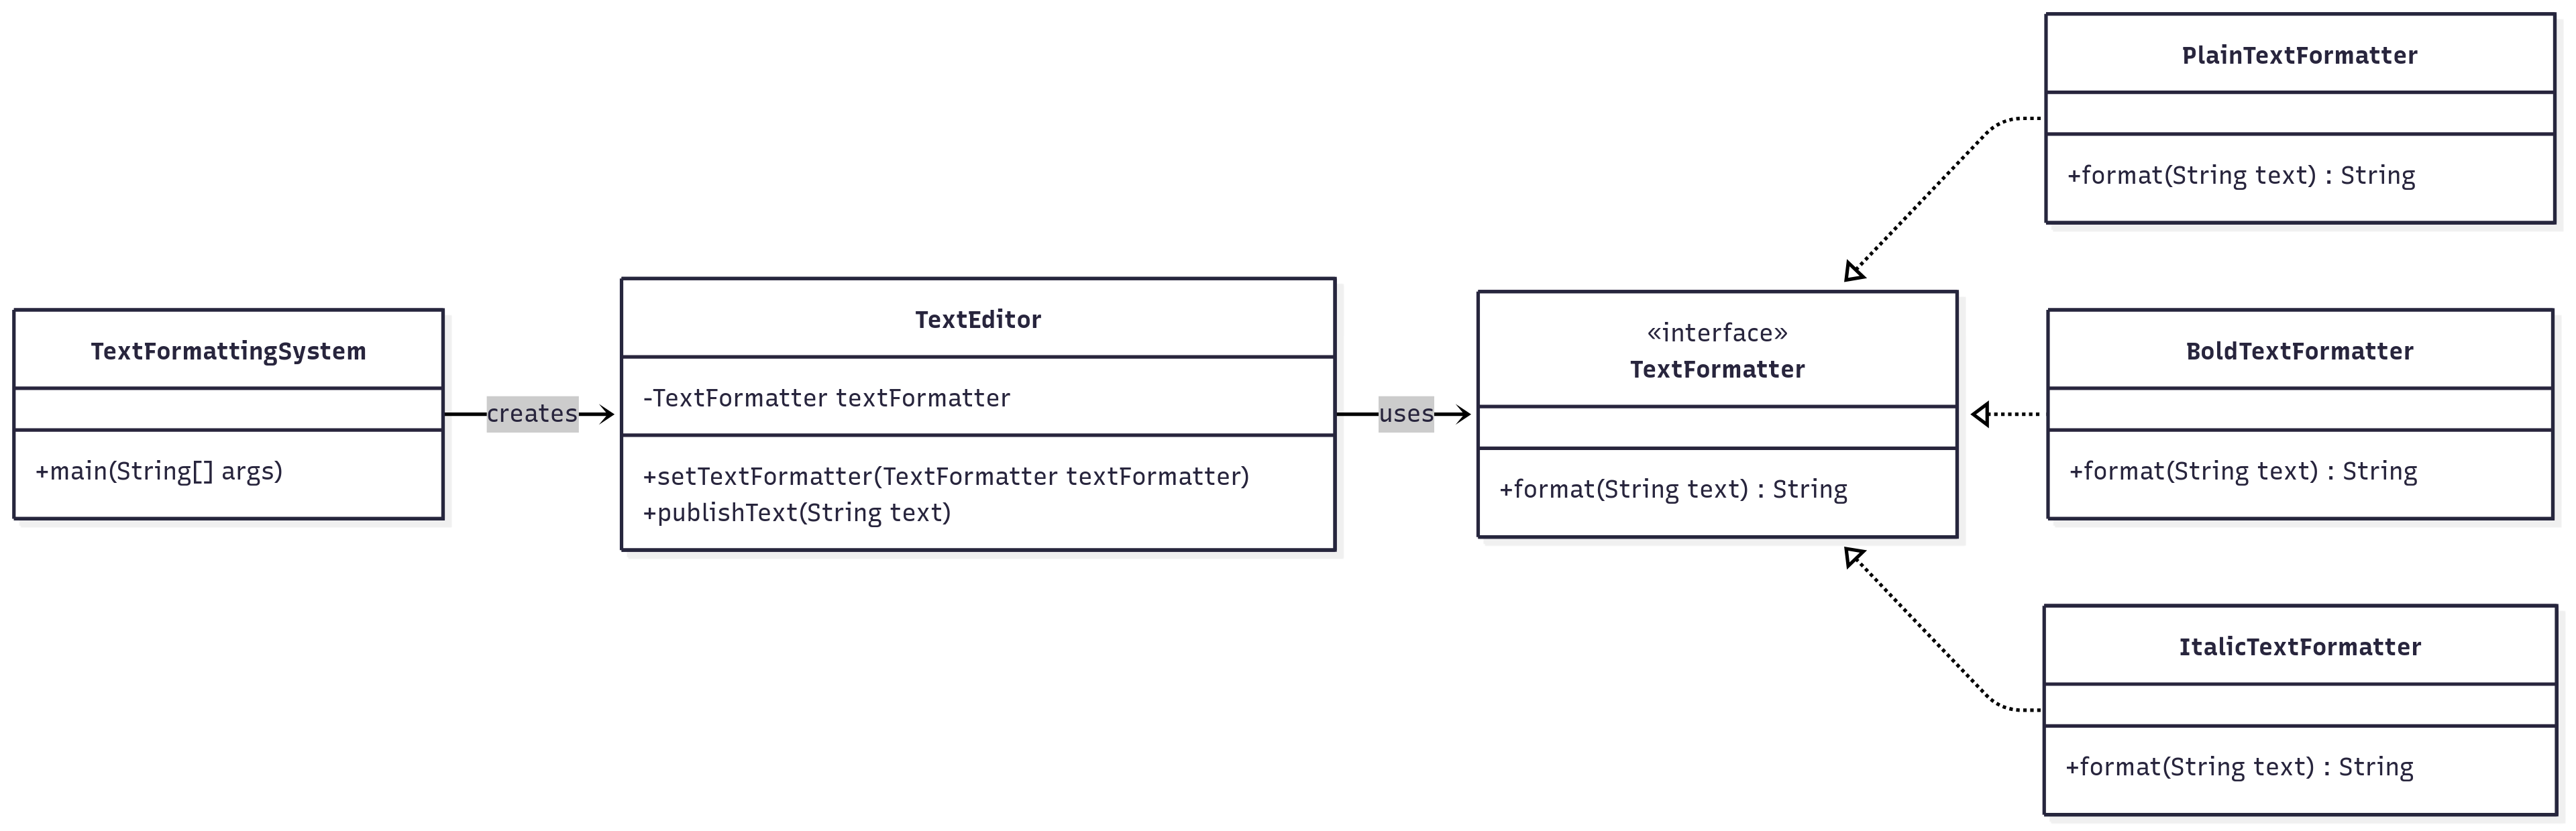 TextFormattingSystem
+main(String[] args)
creates
TextEditor
-TextFormatter textFormatter
+setTextFormatter(TextFormatter textFormatter)
+publishText(String text)
uses
«interface»
TextFormatter
+format(String text) : String
PlainTextFormatter
+format(String text) : String
BoldTextFormatter
+format(String text) : String
ItalicTextFormatter
+format(String text) : String